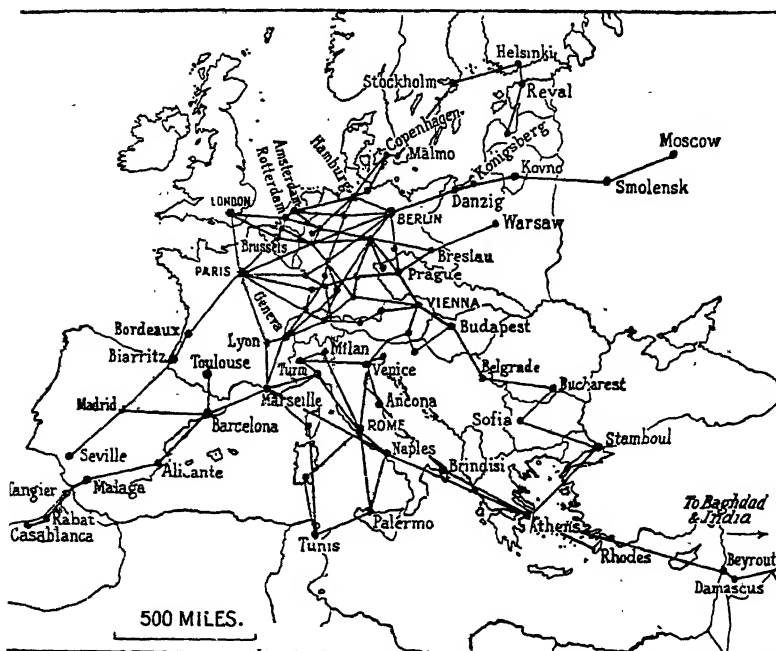 Helsinki
Stockholm
Reval
Copenhagen
Malmo
Hamburg
Amsterdam
Rotterdam
Königsberg
Kovno
Moscow
Smolensk
LONDON
BERLIN
Danzig
Warsaw
Brussels
Breslau
PARIS
Prague
Geneva
VIENNA
Bordeaux
Lyon
Budapest
Biarritz
Milan
Toulouse
Turin
Venice
Belgrade
Bucharest
Madrid
Marseille
Ancona
Barcelona
ROME
Sofia
Stamboul
Seville
Naples
Alicante
Brindisi
Tangier
Malaga
To Baghdad
& India
Rabat
Palermo
Athens
Casablanca
Tunis
Rhodes
Beyrout
Damascus
500 MILES.